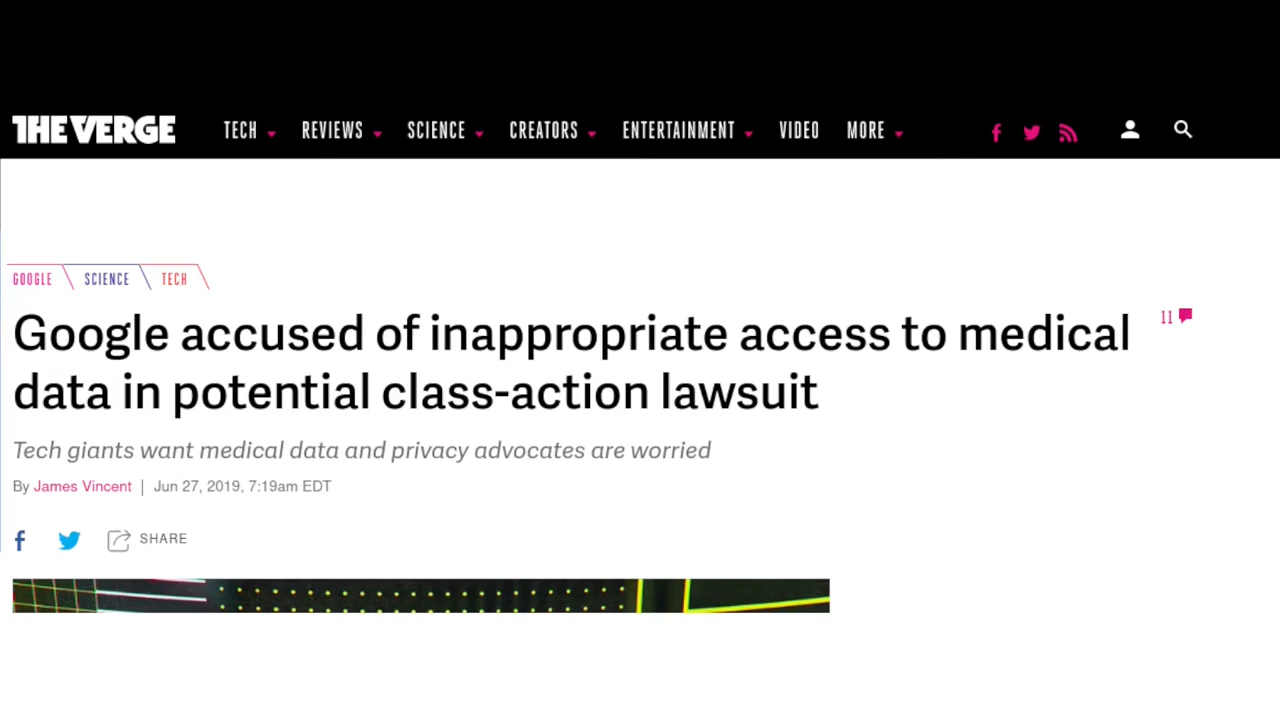 THE VERGE TECH REVIEWS SCIENCE CREATORS ENTERTAINMENT VIDEO MORE
GOOGLE SCIENCE TECH
Google accused of inappropriate access to medical
data in potential class-action lawsuit
11
Tech giants want medical data and privacy advocates are worried
By James Vincent | Jun 27, 2019, 7:19am EDT
SHARE